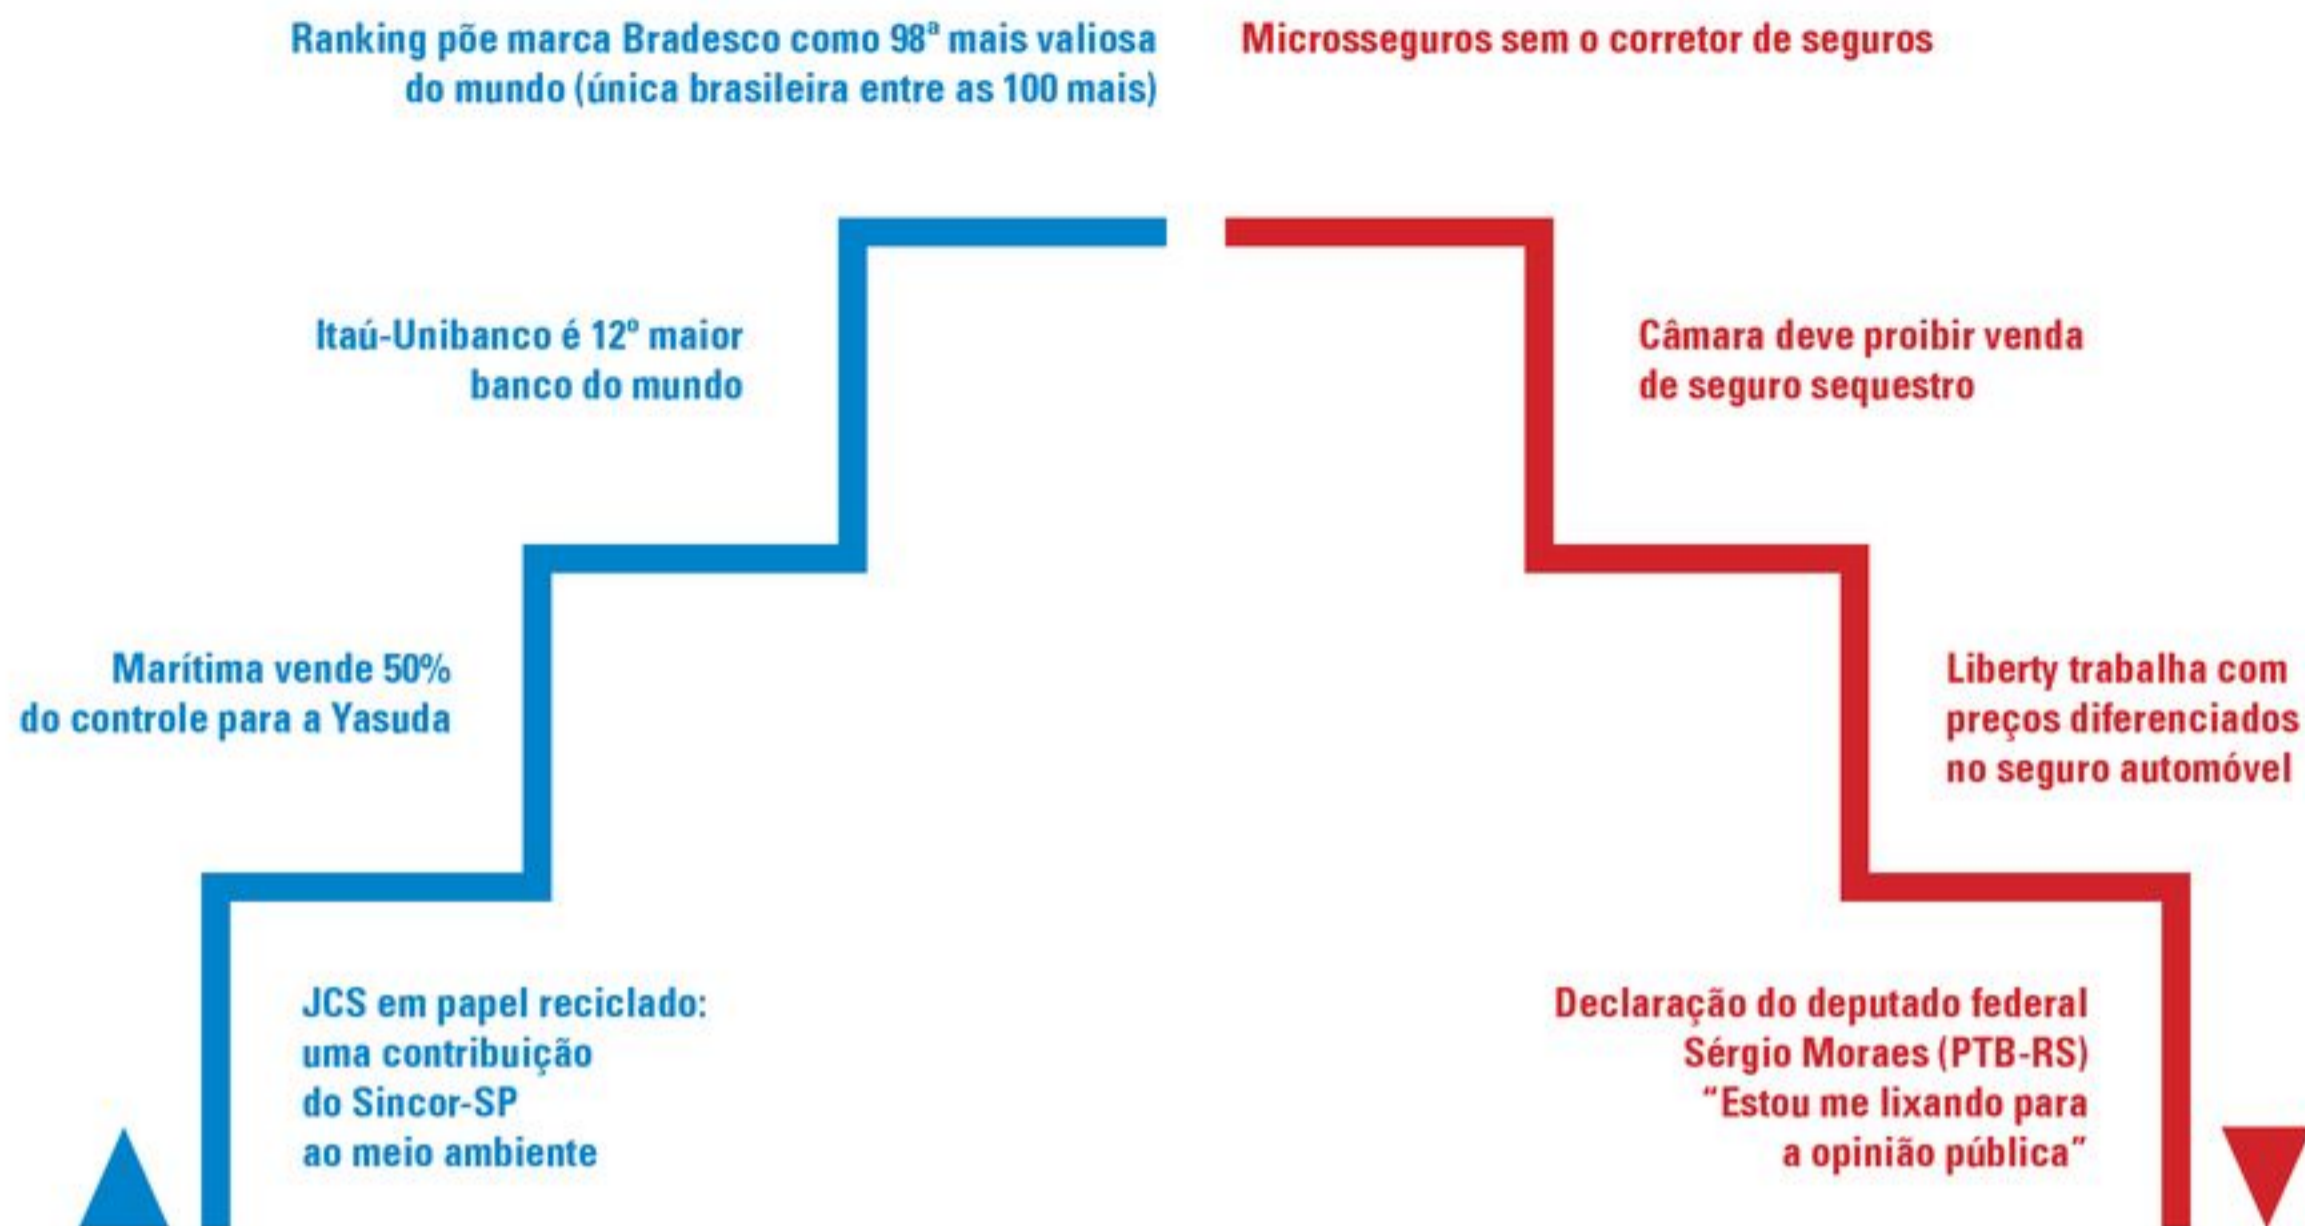 Ranking põe marca Bradesco como 98ª mais valiosa
do mundo (única brasileira entre as 100 mais)
Microsseguros sem o corretor de seguros
Itaú-Unibanco é 12º maior
banco do mundo
Câmara deve proibir venda
de seguro sequestro
Marítima vende 50%
do controle para a Yasuda
Liberty trabalha com
preços diferenciados
no seguro automóvel
JCS em papel reciclado:
uma contribuição
do Sincor-SP
ao meio ambiente
Declaração do deputado federal
Sérgio Moraes (PTB-RS)
“Estou me lixando para
a opinião pública”